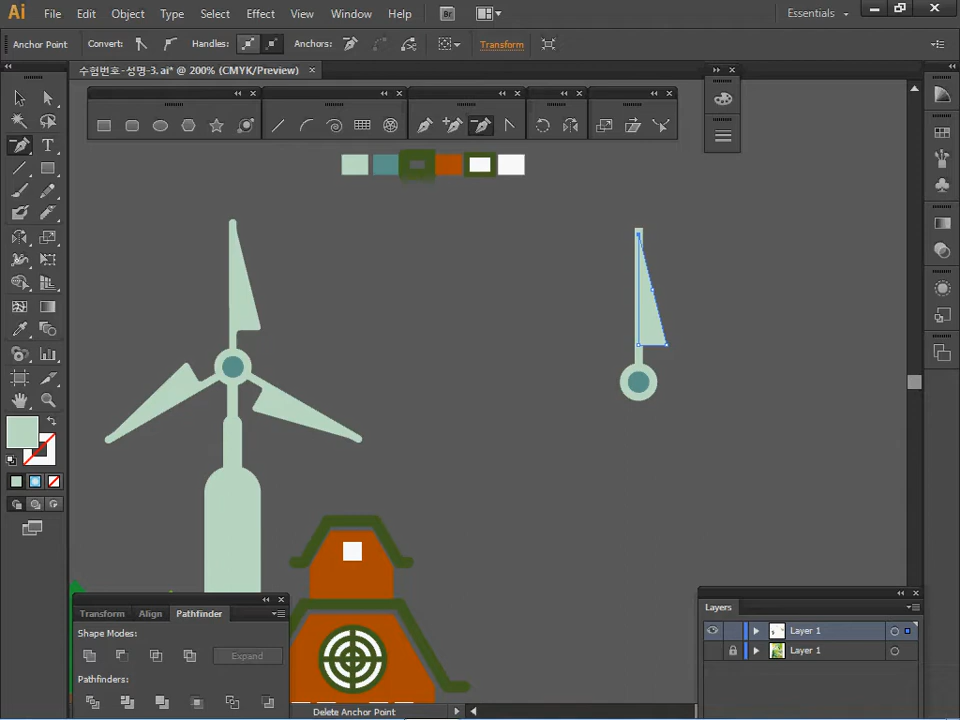 Ai File Edit Object Type Select Effect View Window Help Br Essentials
Anchor Point Convert: Handles: Anchors: Transform
수험번호-성명-3.ai* @ 200% (CMYK/Preview)
T
Transform Align Pathfinder
Shape Modes:
Expand
Pathfinders:
Layers
Layer 1
Layer 1
Delete Anchor Point